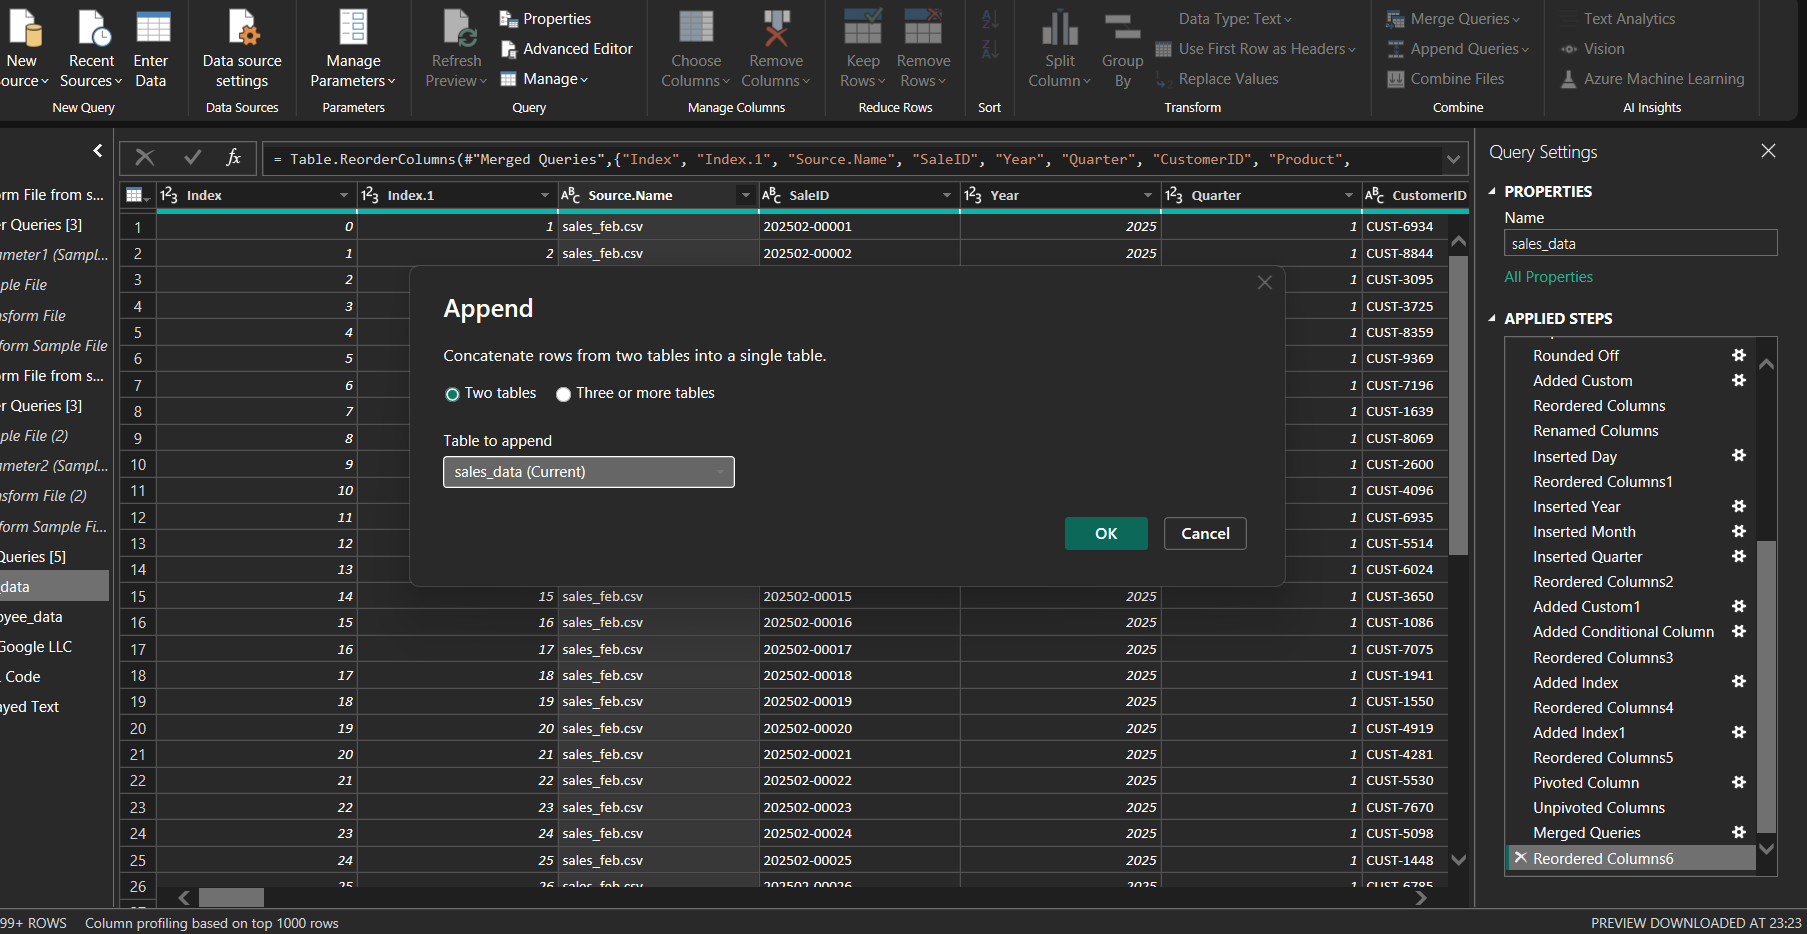 New
ource
Recent
Sources
Enter
Data
New Query
Data source
settings
Data Sources
Manage
Parameters
Parameters
Refresh
Preview
Properties
Advanced Editor
Manage
Query
Choose
Columns
Remove
Columns
Manage Columns
Keep
Rows
Remove
Rows
Reduce Rows
Sort
Split
Column
Group
By
Data Type: Text
Use First Row as Headers
Replace Values
Transform
Merge Queries
Append Queries
Combine Files
Combine
Text Analytics
Vision
Azure Machine Learning
AI Insights
rm File from s...
r Queries [3]
meter1 (Sampl...
ple File
sform File
form Sample File
rm File from s...
r Queries [3]
ple File (2)
meter2 (Sampl...
sform File (2)
form Sample Fi...
Queries [5]
data
oyee_data
Google LLC
Code
ayed Text
fx
= Table.ReorderColumns(#"Merged Queries",{"Index", "Index.1", "Source.Name", "SaleID", "Year", "Quarter", "CustomerID", "Product",
123 Index 123 Index.1 ABC Source.Name ABC SaleID 123 Year 123 Quarter ABC CustomerID
1 0 1 sales_feb.csv 202502-00001 2025 1 CUST-6934
2 1 2 sales_feb.csv 202502-00002 2025 1 CUST-8844
3 2 1 CUST-3095
4 3 1 CUST-3725
5 4 1 CUST-8359
6 5 1 CUST-9369
7 6 1 CUST-7196
8 7 1 CUST-1639
9 8 1 CUST-8069
10 9 1 CUST-2600
11 10 1 CUST-4096
12 11 1 CUST-6935
13 12 1 CUST-5514
14 13 1 CUST-6024
15 14 15 sales_feb.csv 202502-00015 2025 1 CUST-3650
16 15 16 sales_feb.csv 202502-00016 2025 1 CUST-1086
17 16 17 sales_feb.csv 202502-00017 2025 1 CUST-7075
18 17 18 sales_feb.csv 202502-00018 2025 1 CUST-1941
19 18 19 sales_feb.csv 202502-00019 2025 1 CUST-1550
20 19 20 sales_feb.csv 202502-00020 2025 1 CUST-4919
21 20 21 sales_feb.csv 202502-00021 2025 1 CUST-4281
22 21 22 sales_feb.csv 202502-00022 2025 1 CUST-5530
23 22 23 sales_feb.csv 202502-00023 2025 1 CUST-7670
24 23 24 sales_feb.csv 202502-00024 2025 1 CUST-5098
25 24 25 sales_feb.csv 202502-00025 2025 1 CUST-1448
26 25 26 sales_feb.csv 202502-00026 2025 1 CUST-6785
Append
Concatenate rows from two tables into a single table.
Two tables Three or more tables
Table to append
sales_data (Current)
OK Cancel
Query Settings
PROPERTIES
Name
sales_data
All Properties
APPLIED STEPS
Rounded Off
Added Custom
Reordered Columns
Renamed Columns
Inserted Day
Reordered Columns1
Inserted Year
Inserted Month
Inserted Quarter
Reordered Columns2
Added Custom1
Added Conditional Column
Reordered Columns3
Added Index
Reordered Columns4
Added Index1
Reordered Columns5
Pivoted Column
Unpivoted Columns
Merged Queries
Reordered Columns6
99+ ROWS Column profiling based on top 1000 rows
PREVIEW DOWNLOADED AT 23:23